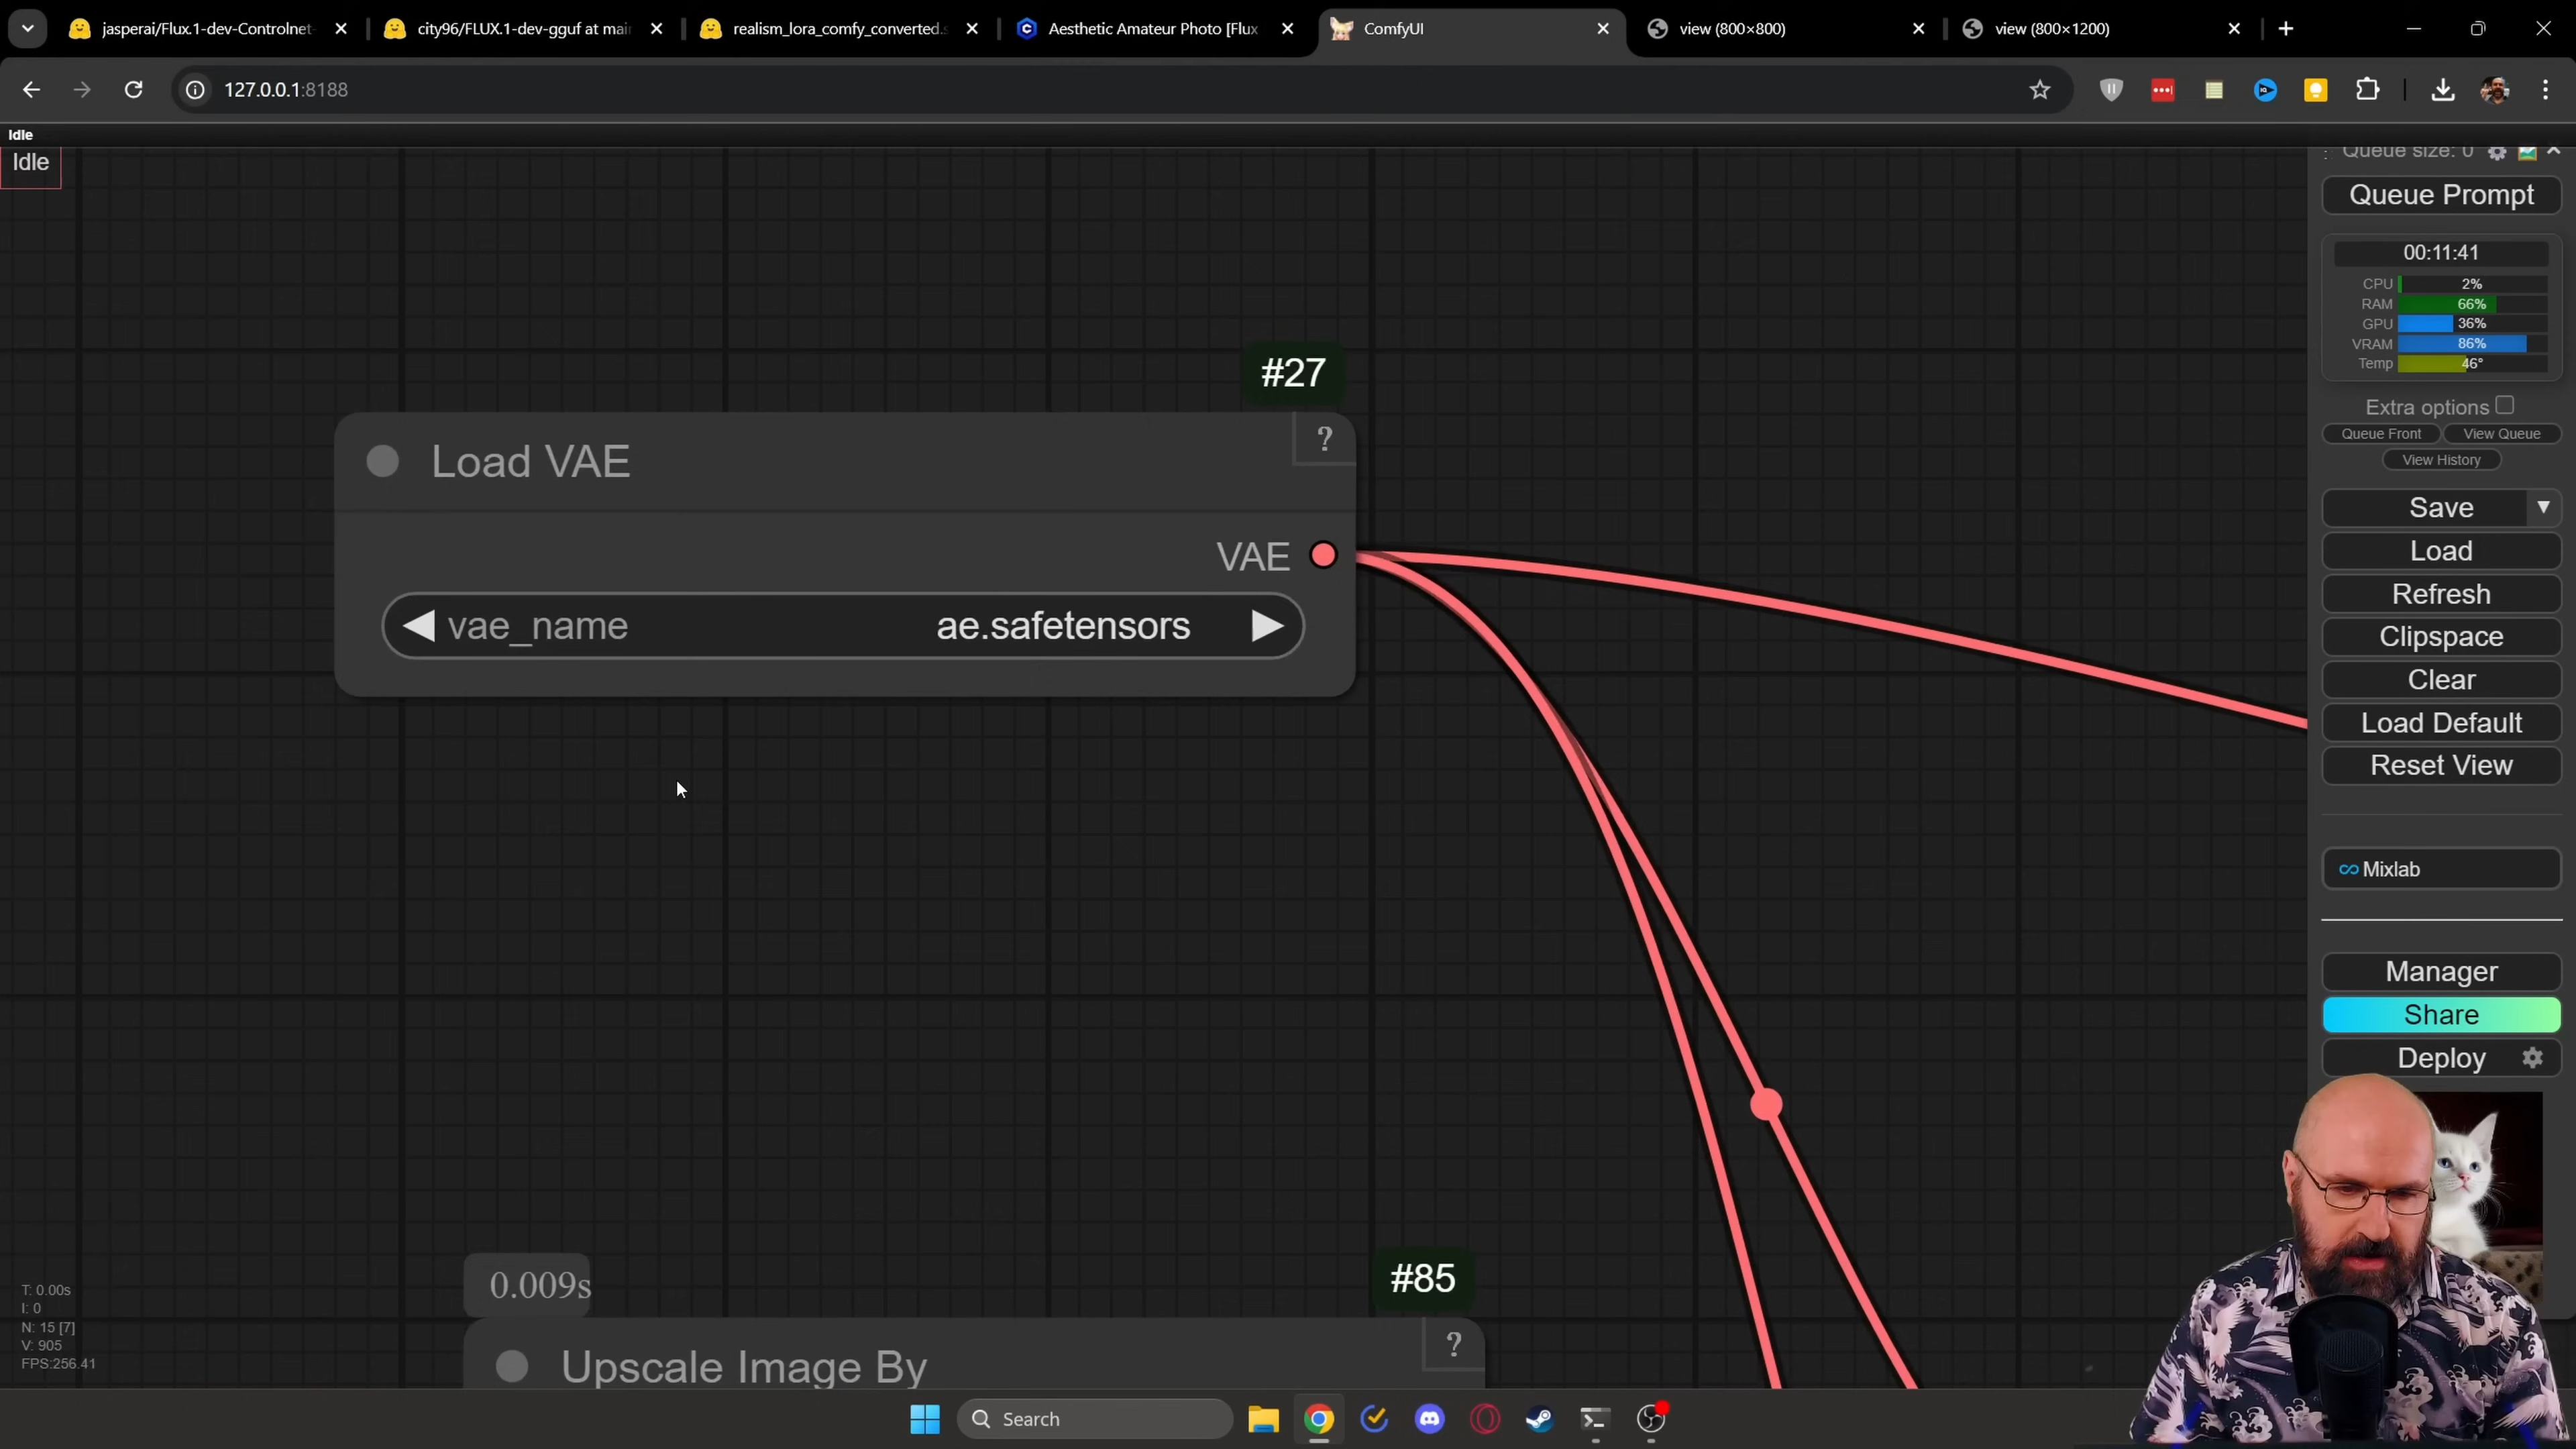 jasperai/Flux.1-dev-Controlnet-
city96/FLUX.1-dev-gguf at mai
realism_lora_comfy_converted.s
Aesthetic Amateur Photo [Flux
ComfyUI
view (800×800)
view (800×1200)
127.0.0.1:8188
Idle
Idle
Queue size: 0
Queue Prompt
00:11:41
CPU 2%
RAM 66%
GPU 36%
VRAM 86%
Temp 46°
Extra options
Queue Front View Queue
View History
Save ▼
Load
Refresh
Clipspace
Clear
Load Default
Reset View
Mixlab
Manager
Share
Deploy
#27
Load VAE ?
VAE
vae_name ae.safetensors
0.009s
#85
Upscale Image By ?
T: 0.00s
I: 0
N: 15 [7]
V: 905
FPS:256.41
Search